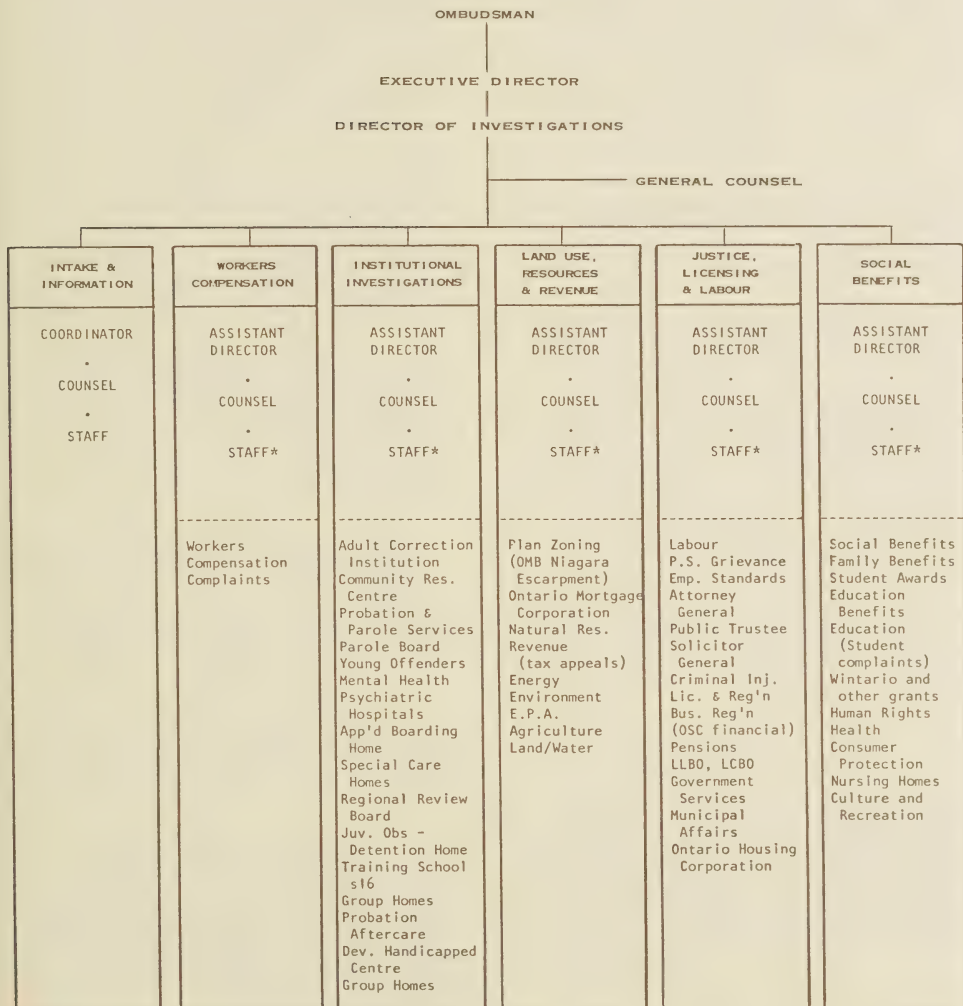 OMBUDSMAN
EXECUTIVE DIRECTOR
DIRECTOR OF INVESTIGATIONS
GENERAL COUNSEL
INTAKE &
INFORMATION
COORDINATOR
.
COUNSEL
.
STAFF
WORKERS
COMPENSATION
ASSISTANT
DIRECTOR
.
COUNSEL
.
STAFF*
Workers
Compensation
Complaints
INSTITUTIONAL
INVESTIGATIONS
ASSISTANT
DIRECTOR
.
COUNSEL
.
STAFF*
Adult Correction
Institution
Community Res.
Centre
Probation &
Parole Services
Parole Board
Young Offenders
Mental Health
Psychiatric
Hospitals
App'd Boarding
Home
Special Care
Homes
Regional Review
Board
Juv. Obs -
Detention Home
Training School
s16
Group Homes
Probation
Aftercare
Dev. Handicapped
Centre
Group Homes
LAND USE,
RESOURCES
& REVENUE
ASSISTANT
DIRECTOR
.
COUNSEL
.
STAFF*
Plan Zoning
(OMB Niagara
Escarpment)
Ontario Mortgage
Corporation
Natural Res.
Revenue
(tax appeals)
Energy
Environment
E.P.A.
Agriculture
Land/Water
JUSTICE,
LICENSING
& LABOUR
ASSISTANT
DIRECTOR
.
COUNSEL
.
STAFF*
Labour
P.S. Grievance
Emp. Standards
Attorney
General
Public Trustee
Solicitor
General
Criminal Inj.
Lic. & Reg'n
Bus. Reg'n
(OSC financial)
Pensions
LLBO, LCBO
Government
Services
Municipal
Affairs
Ontario Housing
Corporation
SOCIAL
BENEFITS
ASSISTANT
DIRECTOR
.
COUNSEL
.
STAFF*
Social Benefits
Family Benefits
Student Awards
Education
Benefits
Education
(Student
complaints)
Wintario and
other grants
Human Rights
Health
Consumer
Protection
Nursing Homes
Culture and
Recreation